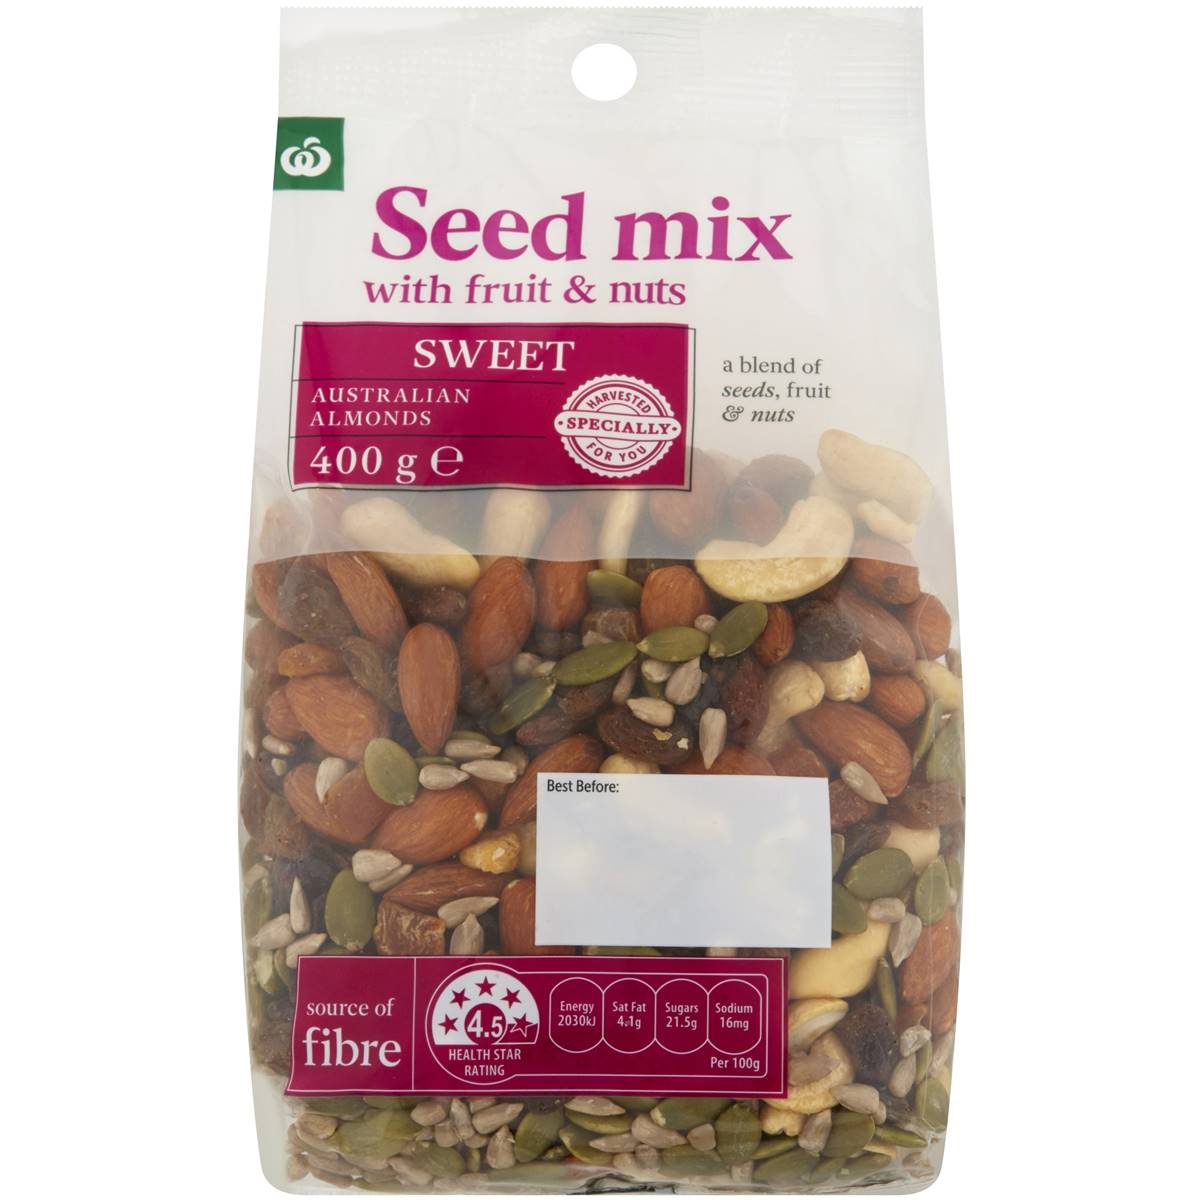 Seed mix
with fruit & nuts
SWEET
AUSTRALIAN
ALMONDS
400 g ℮
HARVESTED
SPECIALLY
FOR YOU
a blend of
seeds, fruit
& nuts
Best Before:
source of
fibre
4.5
HEALTH STAR
RATING
Energy
2030kJ
Sat Fat
4.1g
Sugars
21.5g
Sodium
16mg
Per 100g